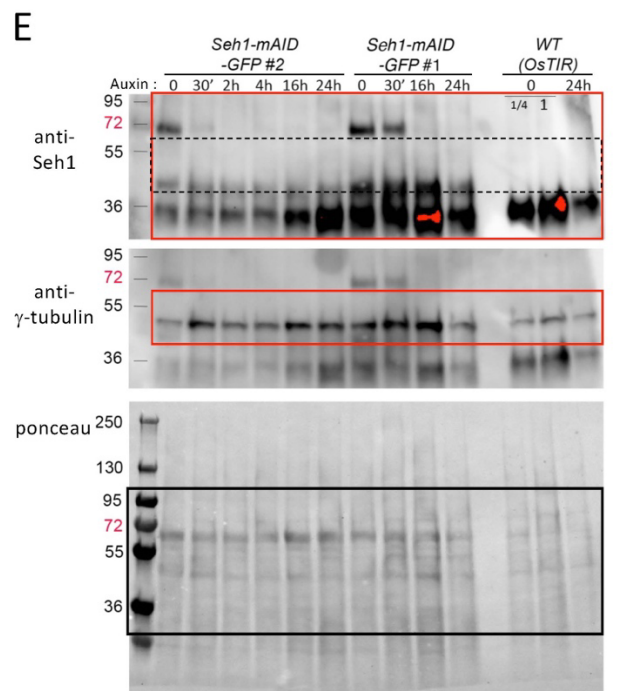 E
Seh1-mAID Seh1-mAID WT
-GFP #2 -GFP #1 (OsTIR)
Auxin : 0 30’ 2h 4h 16h 24h 0 30’ 16h 24h 0 24h
1/4 1
95
72
anti-
Seh1
55
36
95
72
anti-
γ-tubulin
55
36
ponceau
250
130
95
72
55
36